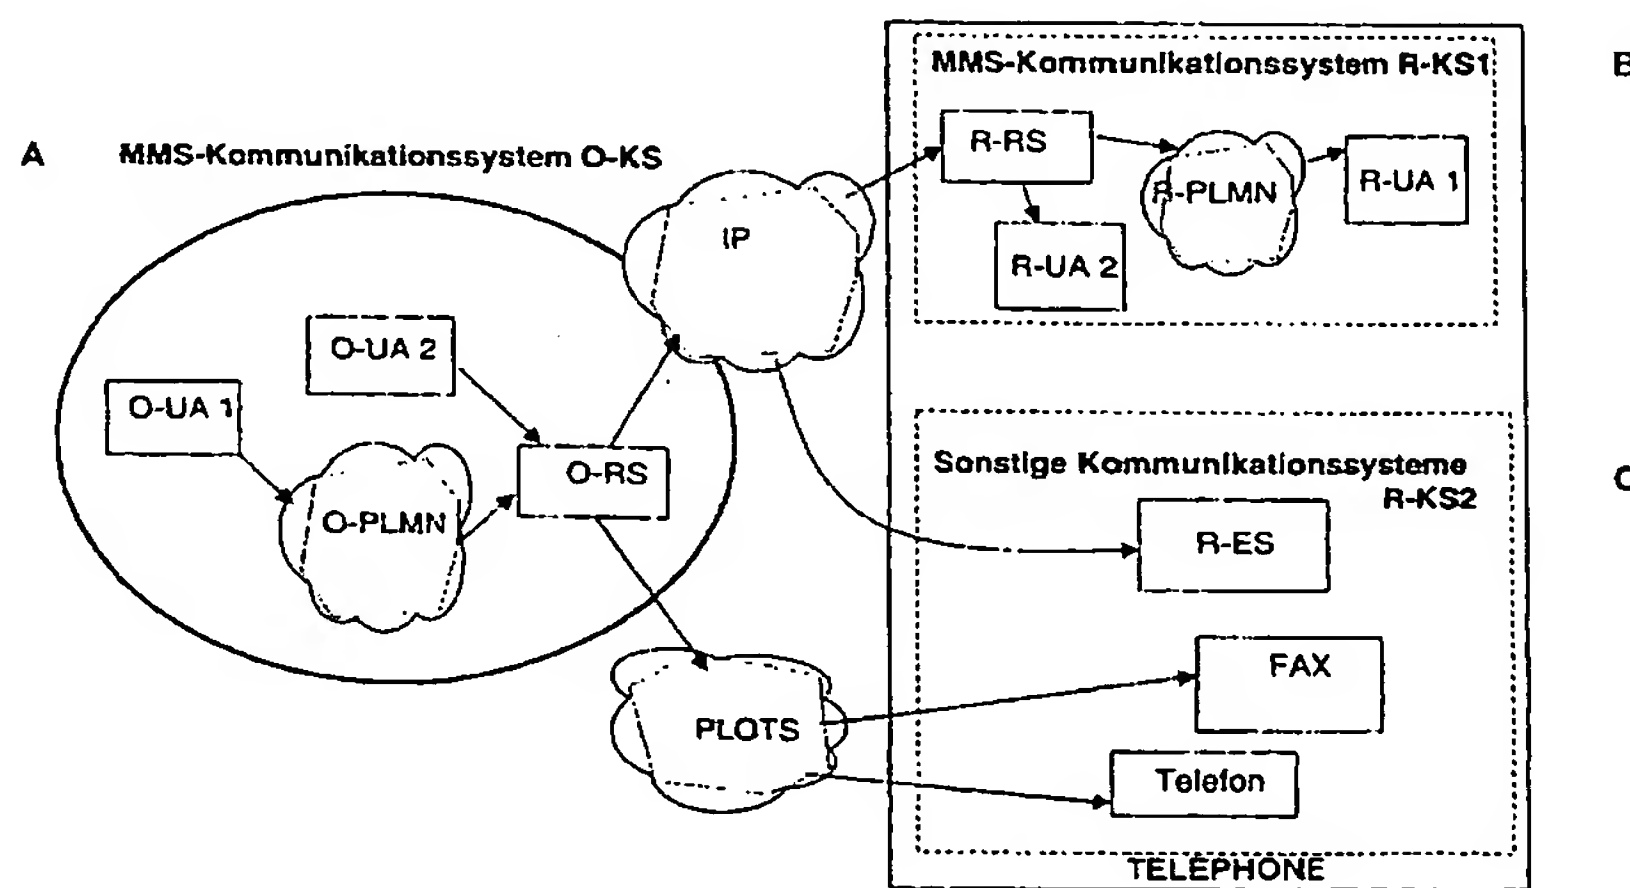 A MMS-Kommunikationssystem O-KS
O-UA 1
O-UA 2
O-PLMN
O-RS
IP
PLOTS
MMS-Kommunikationssystem R-KS1
R-RS
R-UA 2
R-PLMN
R-UA 1
B
Sonstige Kommunikationssysteme
R-KS2
R-ES
FAX
Telefon
TELEPHONE